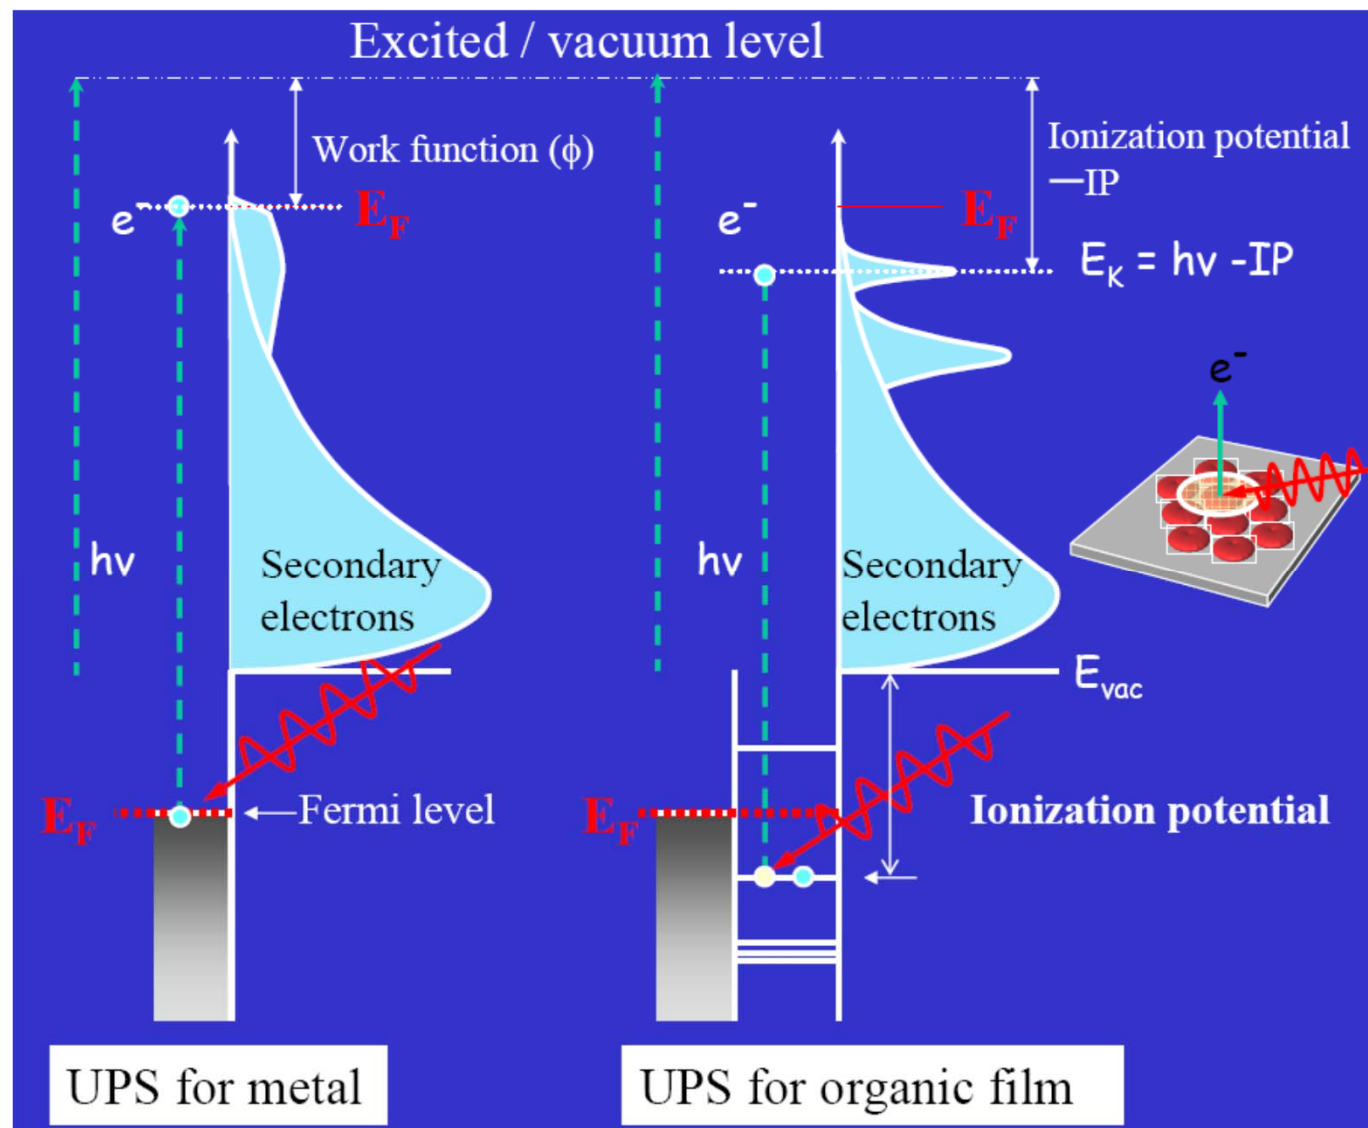 Excited / vacuum level
Work function (ϕ)
Ionization potential
—IP
e⁻
E_F
e⁻
E_F
E_K = hν -IP
e⁻
hν
Secondary
electrons
hν
Secondary
electrons
E_vac
E_F
Fermi level
E_F
Ionization potential
UPS for metal
UPS for organic film